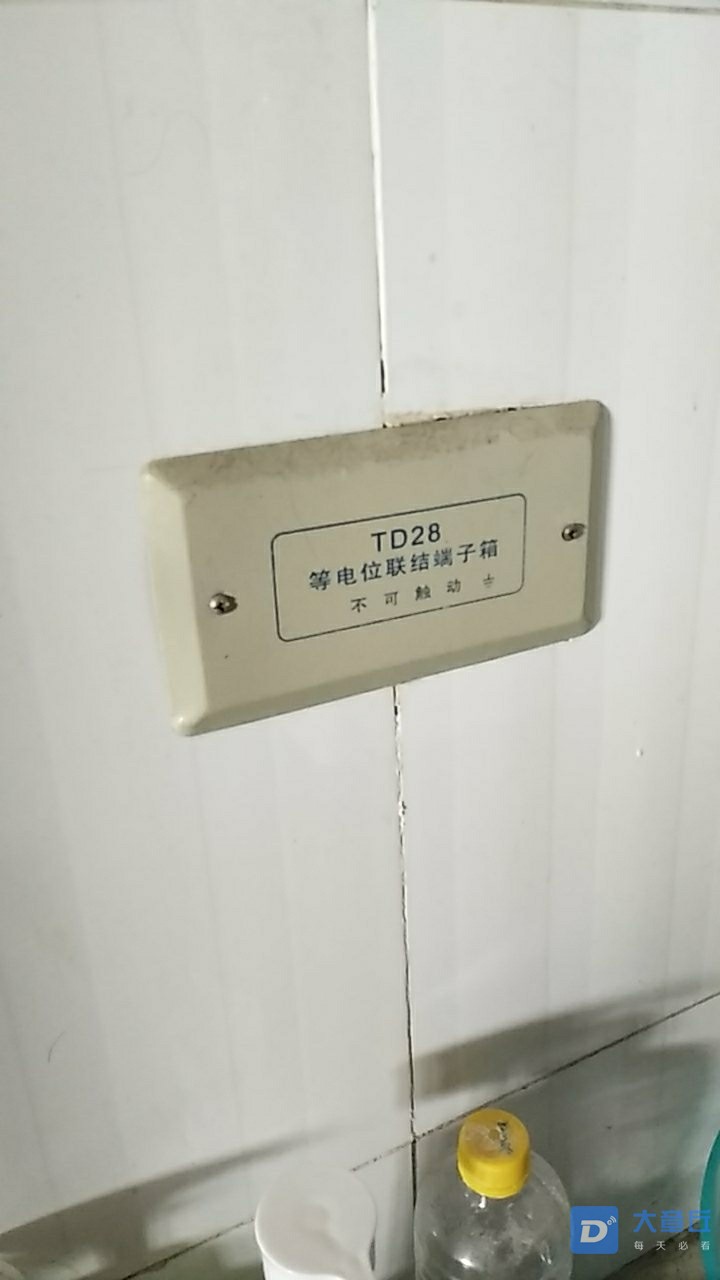 TD28
等电位联结端子箱
不可触动
大章丘
每天必看